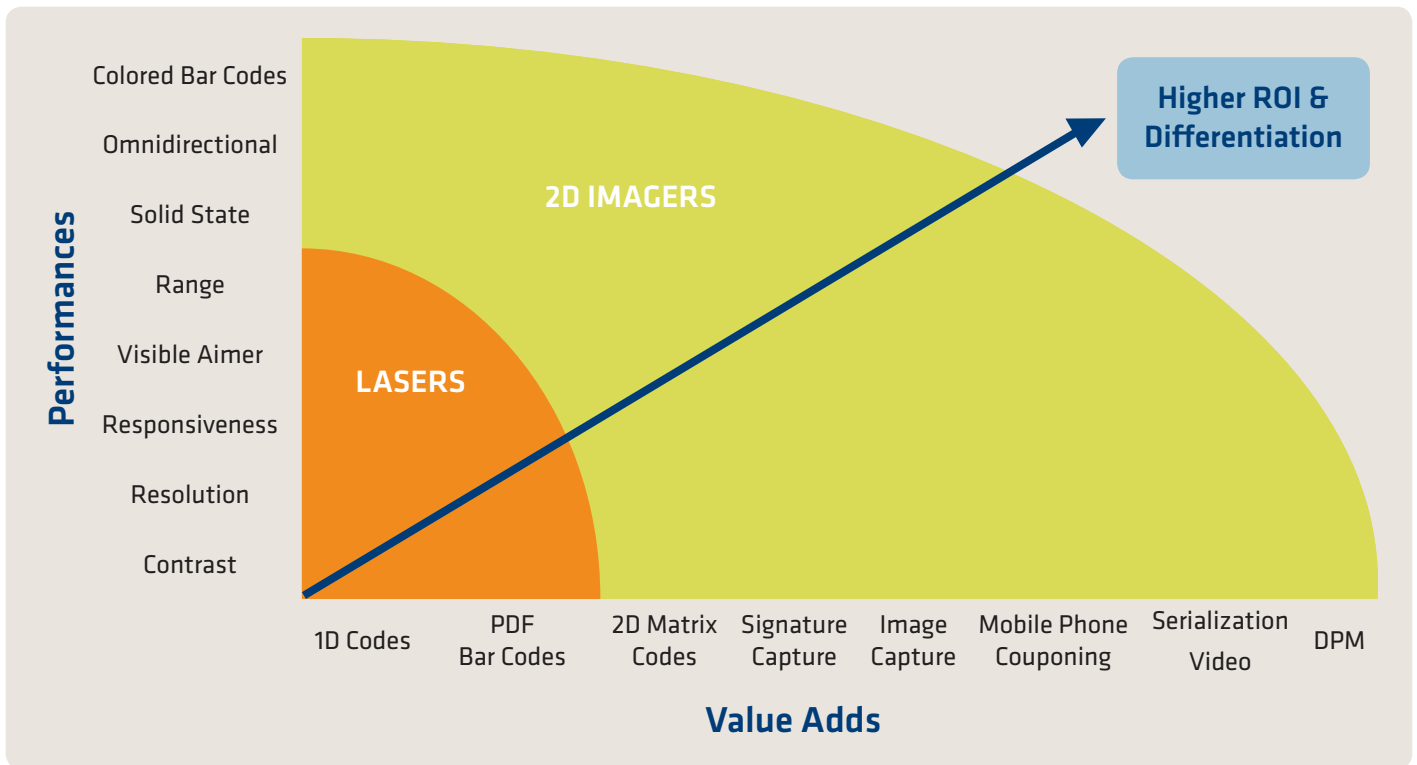 Colored Bar Codes
Omnidirectional
Solid State
Range
Visible Aimer
Responsiveness
Resolution
Contrast
Performances
2D IMAGERS
LASERS
Higher ROI &
Differentiation
1D Codes
PDF
Bar Codes
2D Matrix
Codes
Signature
Capture
Image
Capture
Mobile Phone
Couponing
Serialization
Video
DPM
Value Adds